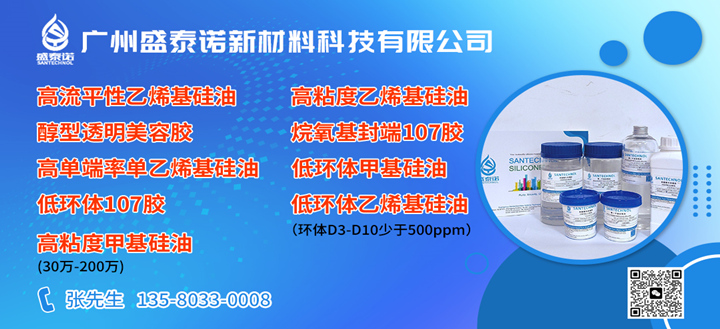 盛泰诺
SANTECHNOL
广州盛泰诺新材料科技有限公司
高流平性乙烯基硅油
醇型透明美容胶
高单端率单乙烯基硅油
低环体107胶
高粘度甲基硅油
(30万-200万)
高粘度乙烯基硅油
烷氧基封端107胶
低环体甲基硅油
低环体乙烯基硅油
(环体D3-D10少于500ppm)
张先生 135-8033-0008
盛泰诺
SANTECHNOL
SILICONE